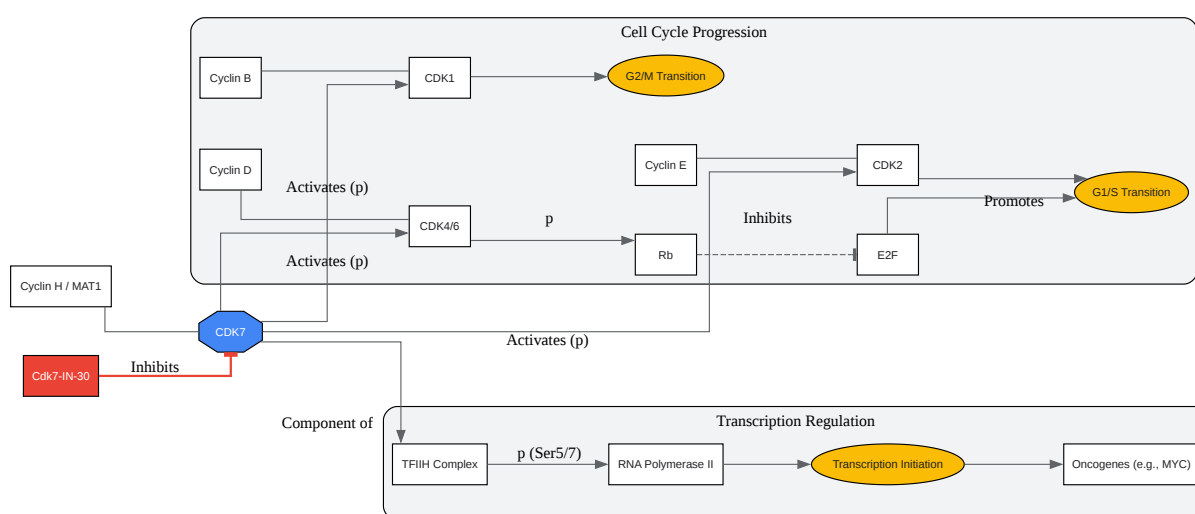 Cell Cycle Progression
Cyclin B
CDK1
G2/M Transition
Cyclin D
Cyclin E
CDK2
Activates (p)
G1/S Transition
Promotes
CDK4/6
p
Inhibits
Rb
E2F
Activates (p)
Cyclin H / MAT1
CDK7
Activates (p)
Cdk7-IN-30
Inhibits
Component of
Transcription Regulation
TFIIH Complex
p (Ser5/7)
RNA Polymerase II
Transcription Initiation
Oncogenes (e.g., MYC)